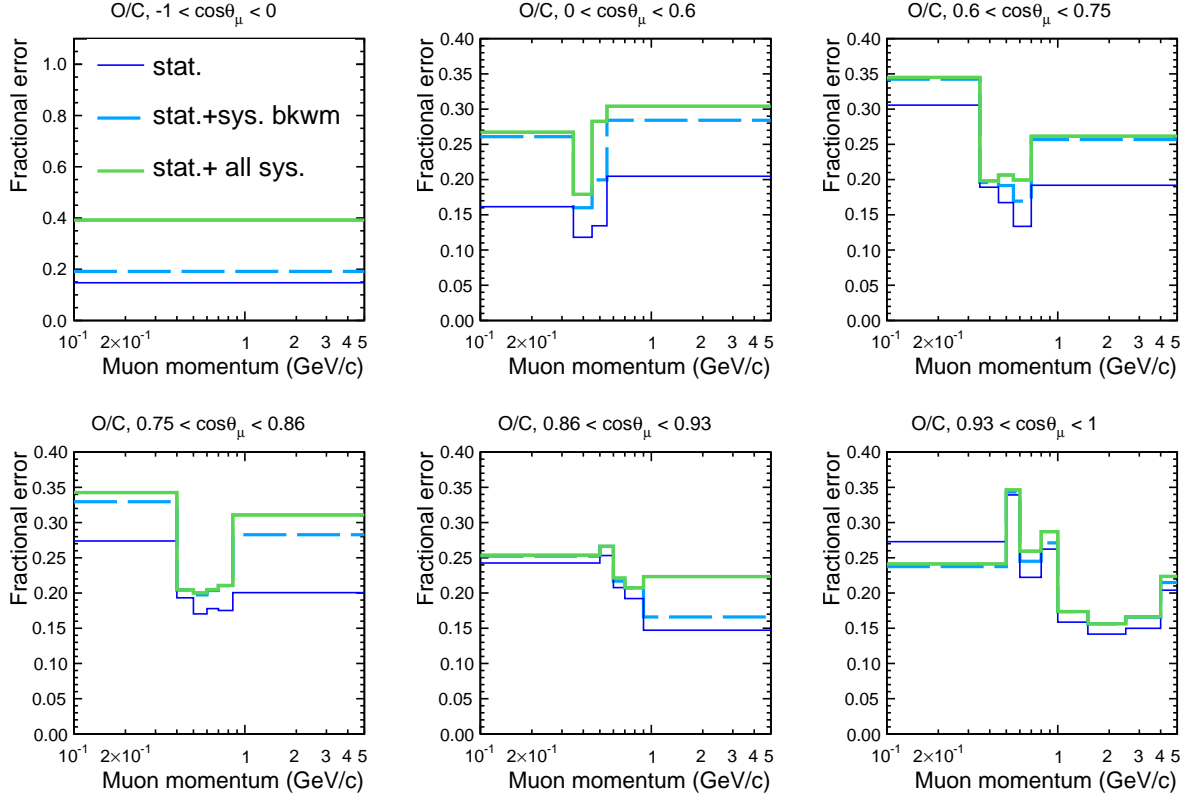 O/C, -1 < cosθμ < 0
Fractional error
1.0
0.8
0.6
0.4
0.2
0.0
stat.
stat.+sys. bkwm
stat.+ all sys.
10⁻¹ 2×10⁻¹ 1 2 3 4 5
Muon momentum (GeV/c)
O/C, 0 < cosθμ < 0.6
Fractional error
0.40
0.35
0.30
0.25
0.20
0.15
0.10
0.05
0.00
10⁻¹ 2×10⁻¹ 1 2 3 4 5
Muon momentum (GeV/c)
O/C, 0.6 < cosθμ < 0.75
Fractional error
0.40
0.35
0.30
0.25
0.20
0.15
0.10
0.05
0.00
10⁻¹ 2×10⁻¹ 1 2 3 4 5
Muon momentum (GeV/c)
O/C, 0.75 < cosθμ < 0.86
Fractional error
0.40
0.35
0.30
0.25
0.20
0.15
0.10
0.05
0.00
10⁻¹ 2×10⁻¹ 1 2 3 4 5
Muon momentum (GeV/c)
O/C, 0.86 < cosθμ < 0.93
Fractional error
0.40
0.35
0.30
0.25
0.20
0.15
0.10
0.05
0.00
10⁻¹ 2×10⁻¹ 1 2 3 4 5
Muon momentum (GeV/c)
O/C, 0.93 < cosθμ < 1
Fractional error
0.40
0.35
0.30
0.25
0.20
0.15
0.10
0.05
0.00
10⁻¹ 2×10⁻¹ 1 2 3 4 5
Muon momentum (GeV/c)